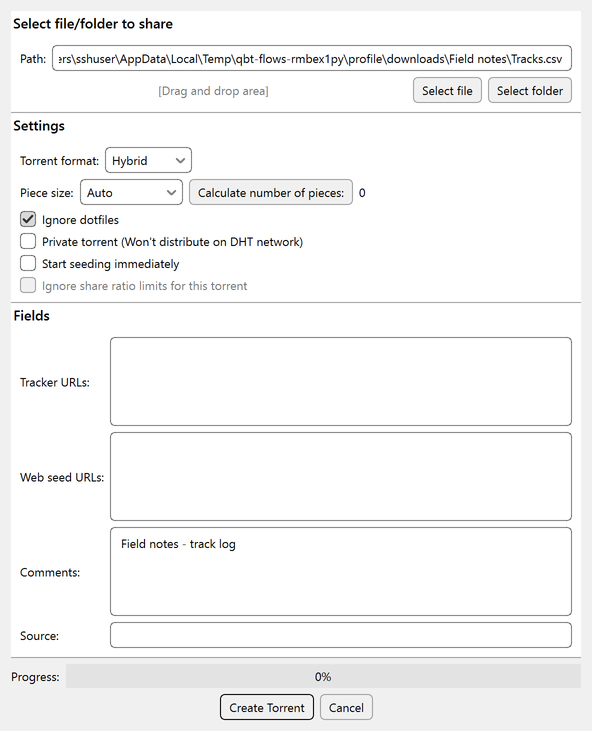 Select file/folder to share
Path: ers\sshuser\AppData\Local\Temp\qbt-flows-rmbex1py\profile\downloads\Field notes\Tracks.csv
[Drag and drop area] Select file Select folder
Settings
Torrent format: Hybrid
Piece size: Auto Calculate number of pieces: 0
Ignore dotfiles
Private torrent (Won't distribute on DHT network)
Start seeding immediately
Ignore share ratio limits for this torrent
Fields
Tracker URLs:
Web seed URLs:
Field notes - track log
Comments:
Source:
Progress: 0%
Create Torrent Cancel